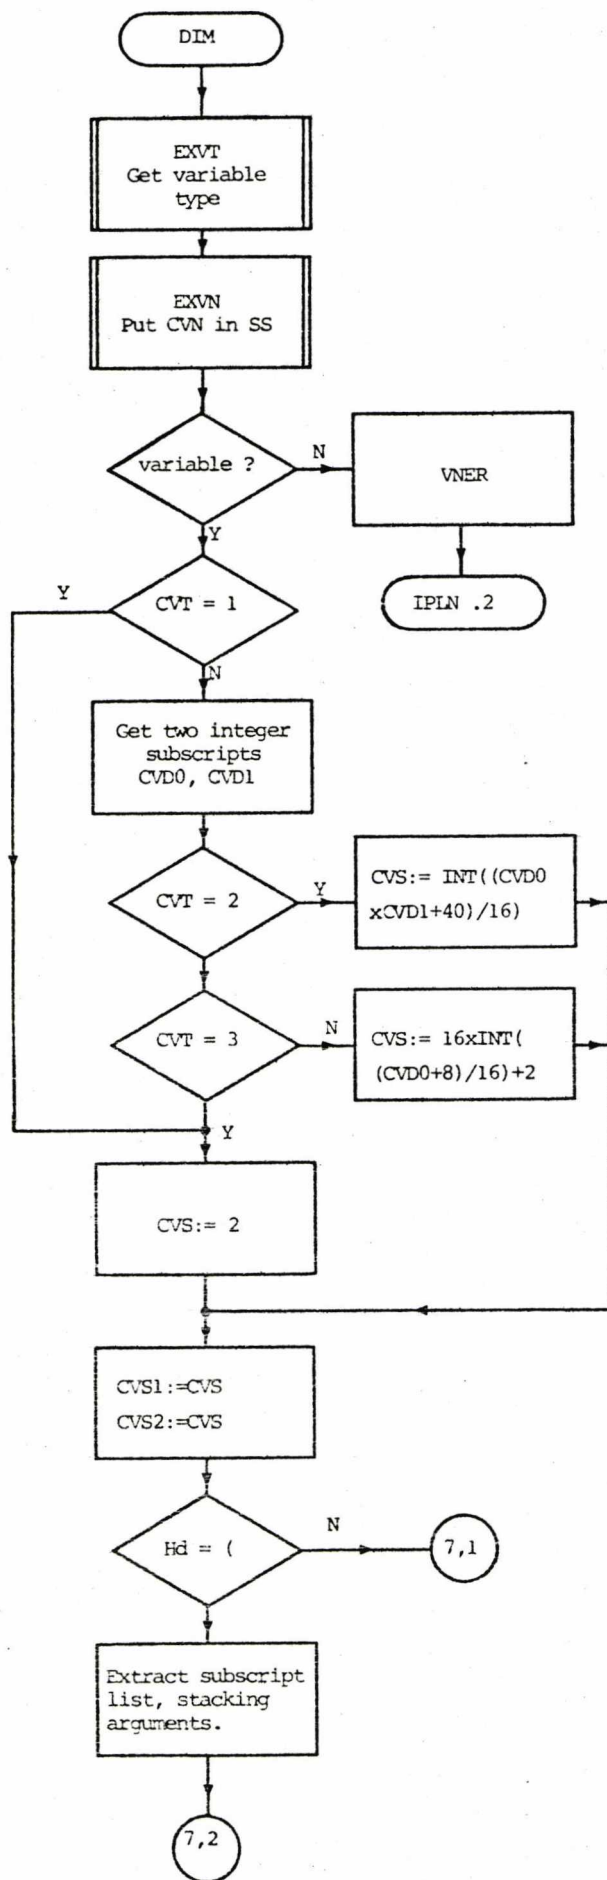 DIM
EXVT
Get variable
type
EXVN
Put CVN in SS
variable ?
N
VNER
Y
IPLN .2
Y
CVT = 1
N
Get two integer
subscripts
CVD0, CVD1
CVT = 2
Y
CVS:= INT((CVD0
xCVD1+40)/16)
CVT = 3
N
CVS:= 16xINT(
(CVD0+8)/16)+2
Y
CVS:= 2
CVS1:=CVS
CVS2:=CVS
Hd = (
N
7,1
Extract subscript
list, stacking
arguments.
7,2